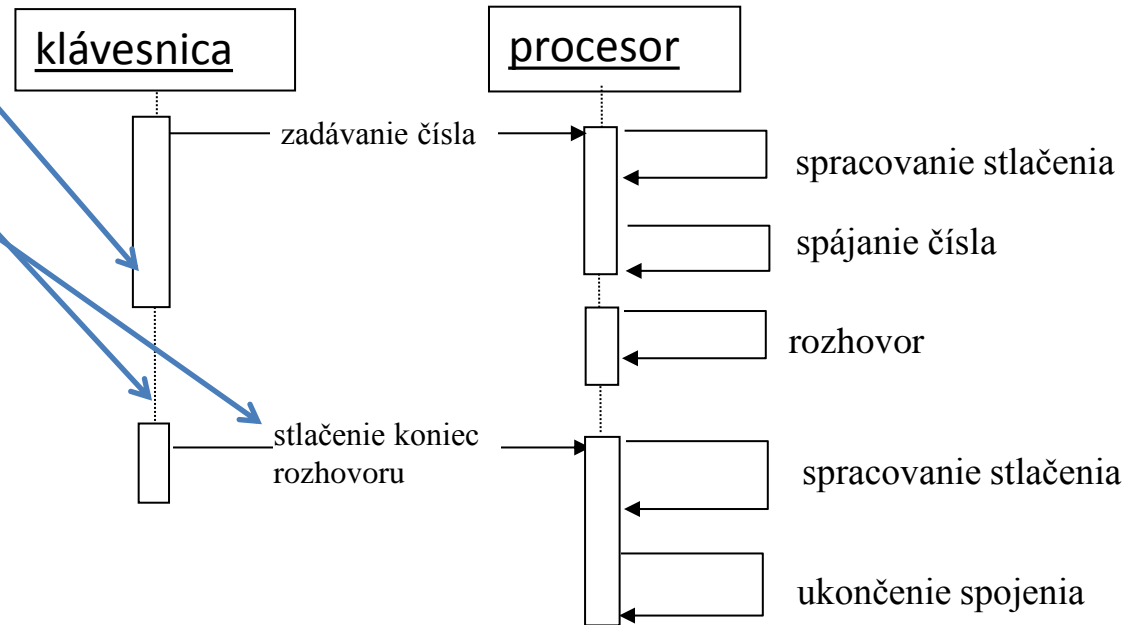 klávesnica
procesor
zadávanie čísla
spracovanie stlačenia
spájanie čísla
rozhovor
stlačenie koniec
rozhovoru
spracovanie stlačenia
ukončenie spojenia